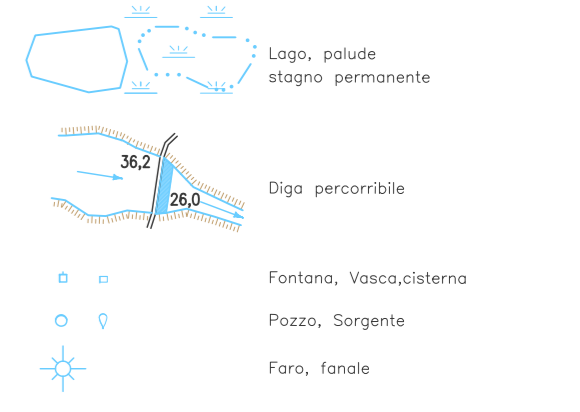 Lago, palude
stagno permanente
36,2
26,0
Diga percorribile
Fontana, Vasca,cisterna
Pozzo, Sorgente
Faro, fanale